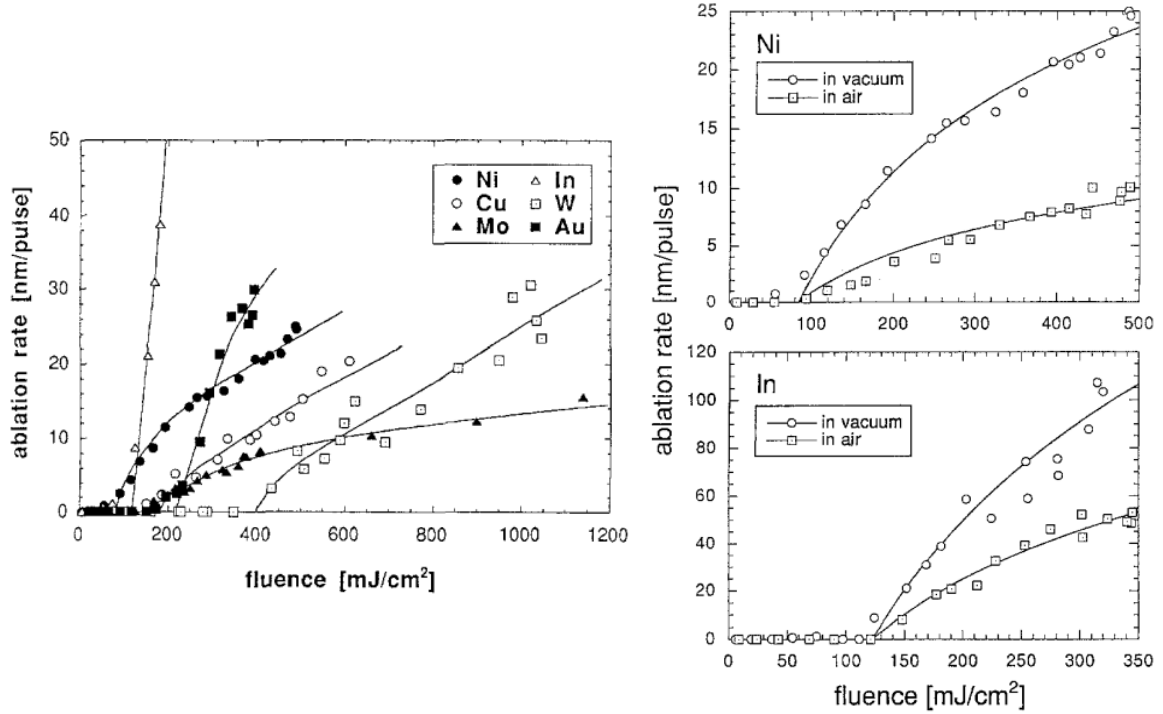 50
40
30
20
10
0
ablation rate [nm/pulse]
Ni
In
Cu
W
Mo
Au
0 200 400 600 800 1000 1200
fluence [mJ/cm²]
25
20
15
10
5
0
Ni
in vacuum
in air
0 100 200 300 400 500
ablation rate [nm/pulse]
120
100
80
60
40
20
0
In
in vacuum
in air
0 50 100 150 200 250 300 350
fluence [mJ/cm²]